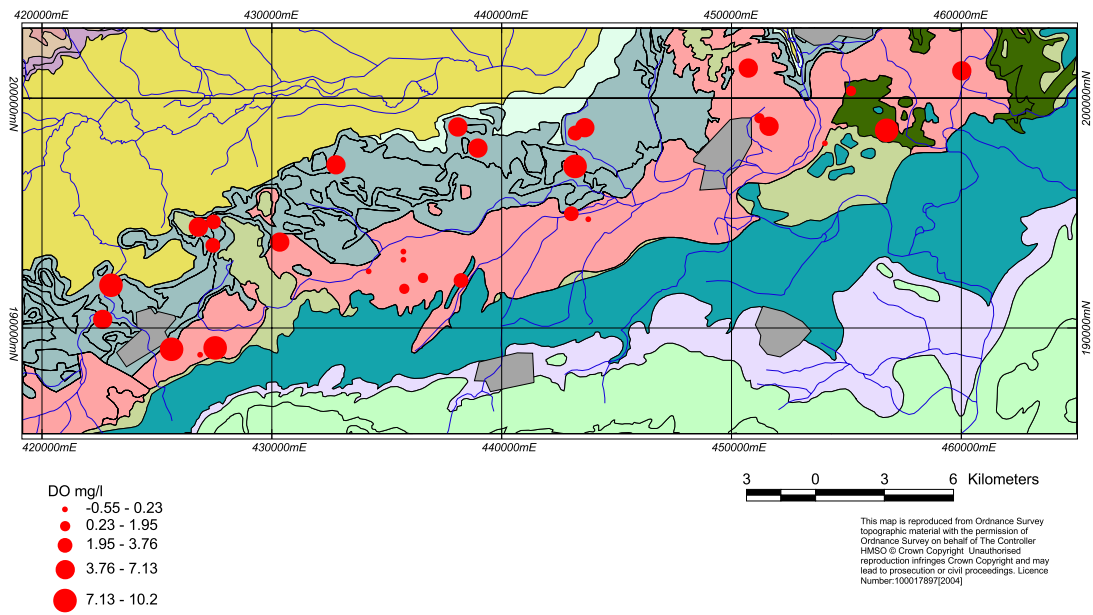 420000mE 430000mE 440000mE 450000mE 460000mE
200000mN 200000mN
190000mN 190000mN
420000mE 430000mE 440000mE 450000mE 460000mE
DO mg/l
-0.55 - 0.23
0.23 - 1.95
1.95 - 3.76
3.76 - 7.13
7.13 - 10.2
3 0 3 6 Kilometers
This map is reproduced from Ordnance Survey
topographic material with the permission of
Ordnance Survey on behalf of The Controller
HMSO © Crown Copyright Unauthorised
reproduction infringes Crown Copyright and may
lead to prosecution or civil proceedings. Licence
Number:100017897[2004]